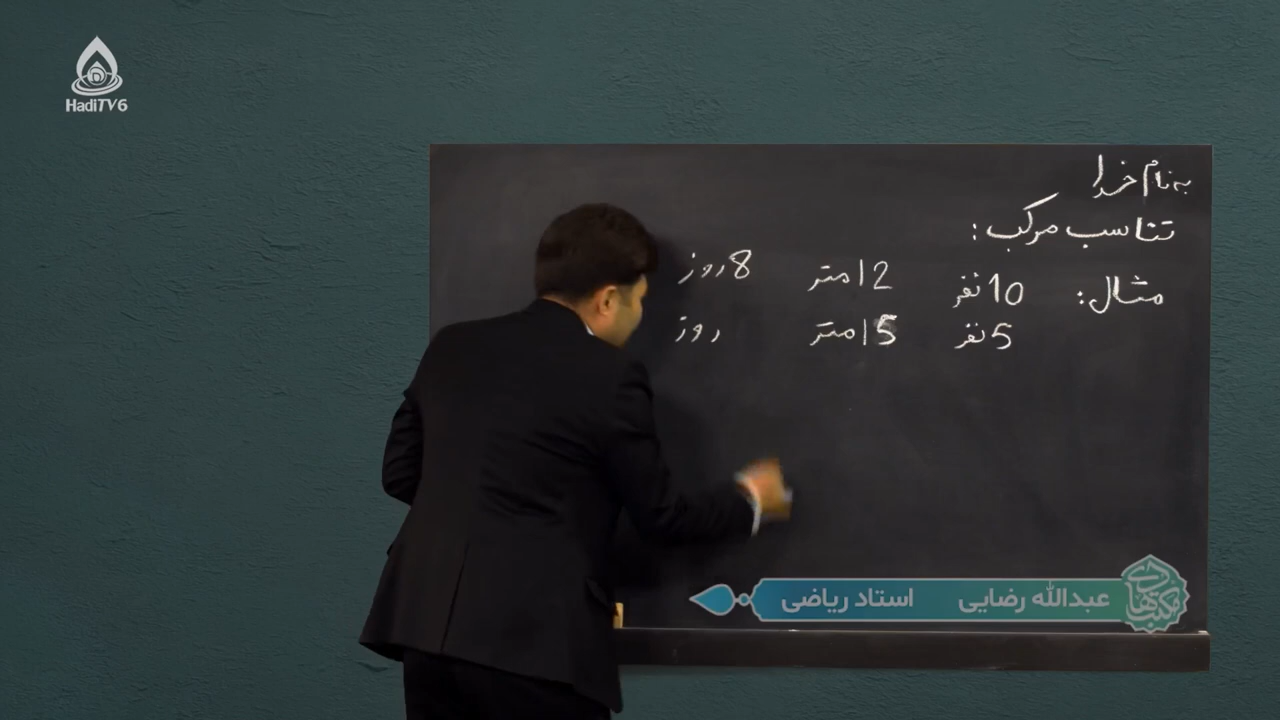 HadiTV6
به نام خدا
تناسب مرکب:
مثال: 10 نفر 12 متر 8 روز
5 نفر 15 متر روز
عبدالله رضایی استاد ریاضی